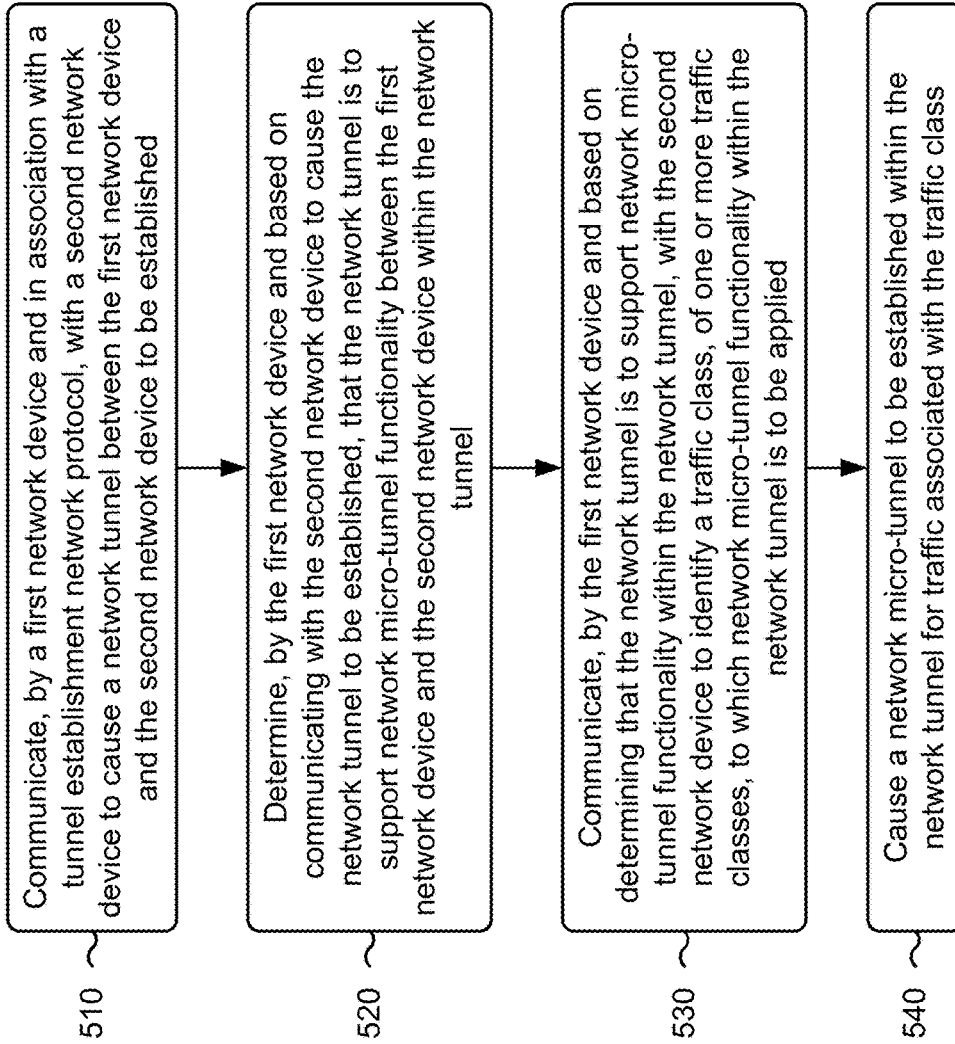 510
Communicate, by a first network device and in association with a
tunnel establishment network protocol, with a second network
device to cause a network tunnel between the first network device
and the second network device to be established
520
Determine, by the first network device and based on
communicating with the second network device to cause the
network tunnel to be established, that the network tunnel is to
support network micro-tunnel functionality between the first
network device and the second network device within the network
tunnel
530
Communicate, by the first network device and based on
determining that the network tunnel is to support network micro-
tunnel functionality within the network tunnel, with the second
network device to identify a traffic class, of one or more traffic
classes, to which network micro-tunnel functionality within the
network tunnel is to be applied
540
Cause a network micro-tunnel to be established within the
network tunnel for traffic associated with the traffic class